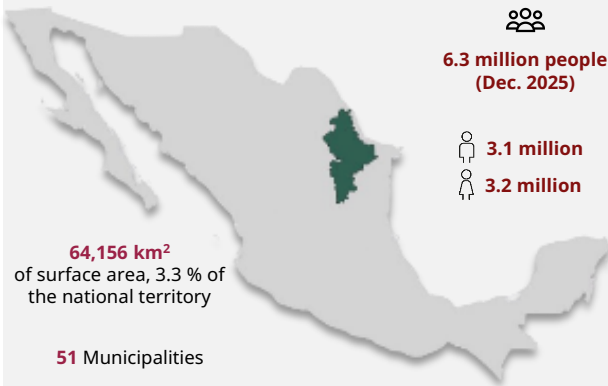 6.3 million people
(Dec. 2025)
3.1 million
3.2 million
64,156 km²
of surface area, 3.3 % of
the national territory
51 Municipalities